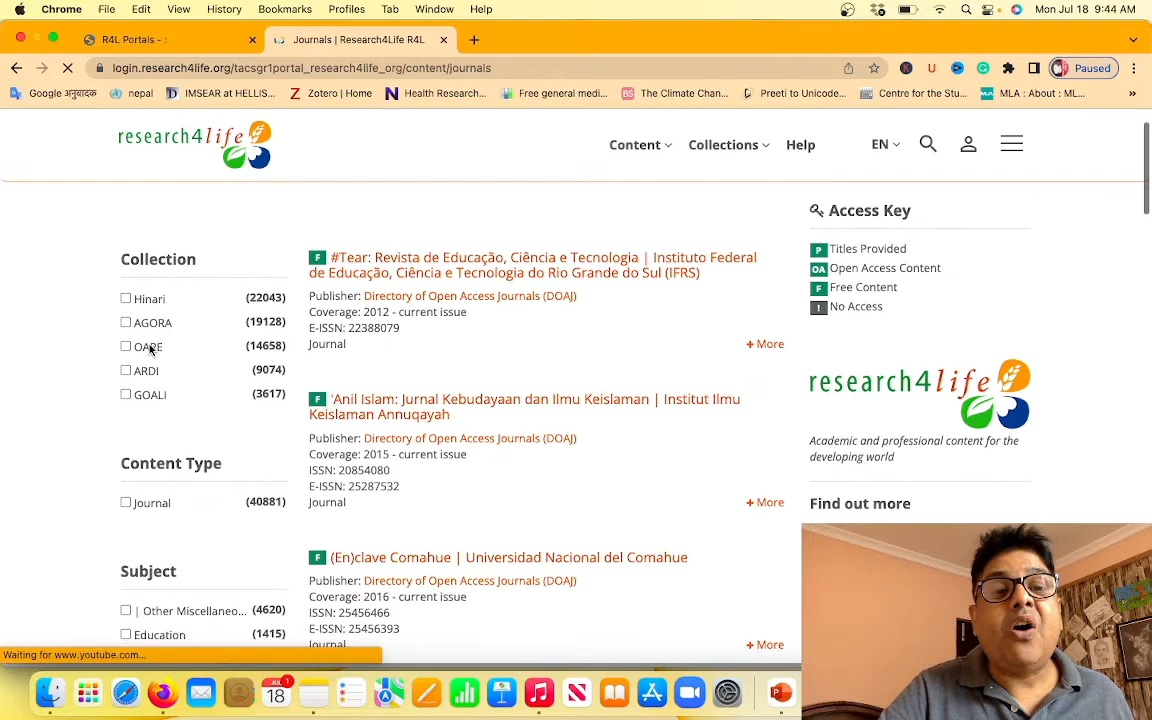 Chrome File Edit View History Bookmarks Profiles Tab Window Help Mon Jul 18 9:44 AM
R4L Portals - : Journals | Research4Life R4L
login.research4life.org/tacsgr1portal_research4life_org/content/journals Paused
Google अनुवादक nepal IMSEAR at HELLIS... Zotero | Home Health Research... Free general medi... The Climate Chan... Preeti to Unicode... Centre for the Stu... MLA : About : ML...
research4life
Content Collections Help EN
Collection
Hinari (22043)
AGORA (19128)
OARE (14658)
ARDI (9074)
GOALI (3617)
Content Type
Journal (40881)
Subject
| Other Miscellaneo... (4620)
Education (1415)
F #Tear: Revista de Educação, Ciência e Tecnologia | Instituto Federal
de Educação, Ciência e Tecnologia do Rio Grande do Sul (IFRS)
Publisher: Directory of Open Access Journals (DOAJ)
Coverage: 2012 - current issue
E-ISSN: 22388079
Journal
+ More
F 'Anil Islam: Jurnal Kebudayaan dan Ilmu Keislaman | Institut Ilmu
Keislaman Annuqayah
Publisher: Directory of Open Access Journals (DOAJ)
Coverage: 2015 - current issue
ISSN: 20854080
E-ISSN: 25287532
Journal
+ More
F (En)clave Comahue | Universidad Nacional del Comahue
Publisher: Directory of Open Access Journals (DOAJ)
Coverage: 2016 - current issue
ISSN: 25456466
E-ISSN: 25456393
Journal
+ More
Access Key
P Titles Provided
OA Open Access Content
F Free Content
! No Access
research4life
Academic and professional content for the
developing world
Find out more
Waiting for www.youtube.com...
JUL
18
1